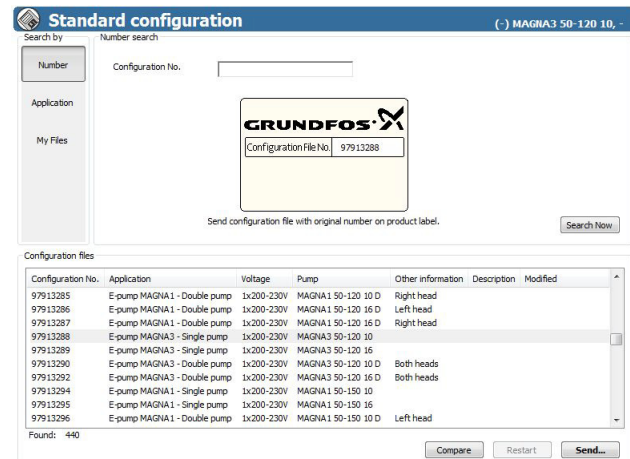 Standard configuration
(-) MAGNA3 50-120 10, -
Search by
Number search
Number
Configuration No.
Application
My Files
GRUNDFOS
Configuration File No. 97913288
Send configuration file with original number on product label.
Search Now
Configuration files
Configuration No. Application Voltage Pump Other information Description Modified
97913285 E-pump MAGNA1 - Double pump 1x200-230V MAGNA1 50-120 10 D Right head
97913286 E-pump MAGNA1 - Double pump 1x200-230V MAGNA1 50-120 16 D Left head
97913287 E-pump MAGNA1 - Double pump 1x200-230V MAGNA1 50-120 16 D Right head
97913288 E-pump MAGNA3 - Single pump 1x200-230V MAGNA3 50-120 10
97913289 E-pump MAGNA3 - Single pump 1x200-230V MAGNA3 50-120 16
97913290 E-pump MAGNA3 - Double pump 1x200-230V MAGNA3 50-120 10 D Both heads
97913292 E-pump MAGNA3 - Double pump 1x200-230V MAGNA3 50-120 16 D Both heads
97913294 E-pump MAGNA1 - Single pump 1x200-230V MAGNA1 50-150 10
97913295 E-pump MAGNA1 - Single pump 1x200-230V MAGNA1 50-150 16
97913296 E-pump MAGNA1 - Double pump 1x200-230V MAGNA1 50-150 10 D Left head
Found: 440
Compare Restart Send...